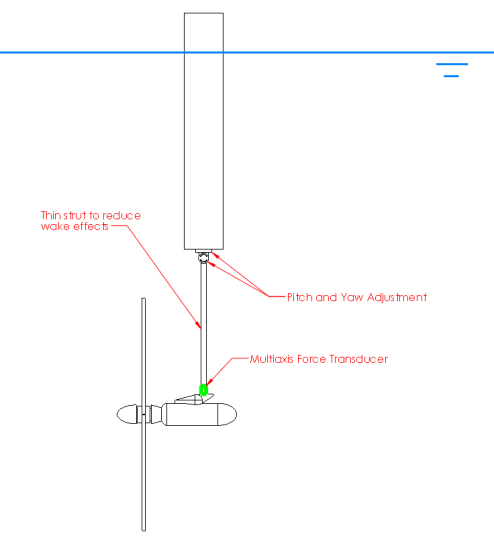 Thin strut to reduce
wake effects
Pitch and Yaw Adjustment
Multiaxis Force Transducer